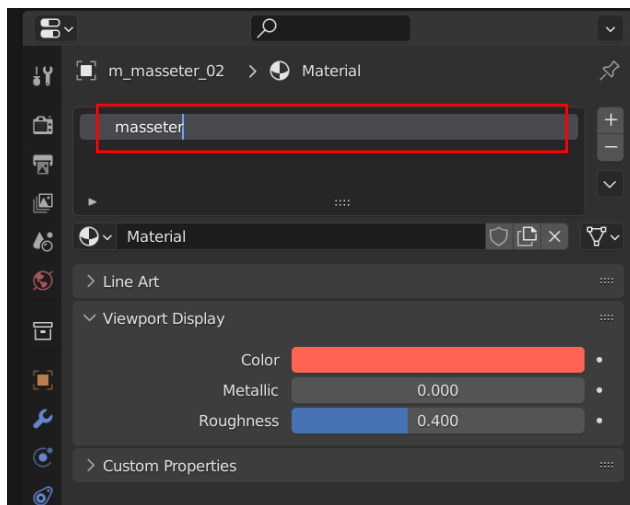 m_masseter_02 > Material
masseter
Material
Line Art
Viewport Display
Color
Metallic 0.000
Roughness 0.400
Custom Properties